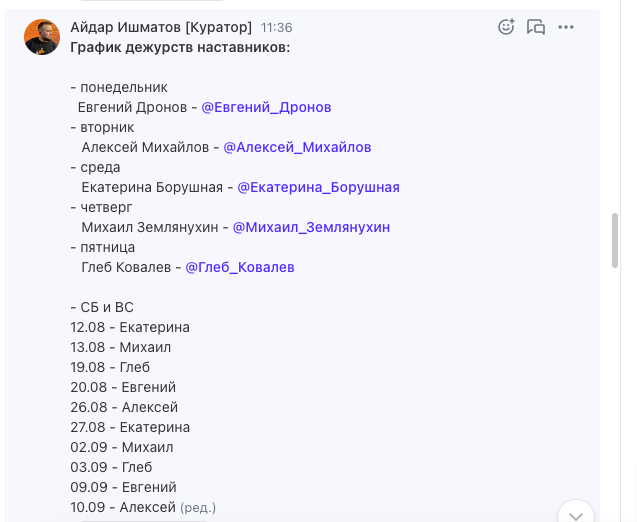 Айдар Ишматов [Куратор] 11:36
График дежурств наставников:
- понедельник
Евгений Дронов - @Евгений_Дронов
- вторник
Алексей Михайлов - @Алексей_Михайлов
- среда
Екатерина Борушная - @Екатерина_Борушная
- четверг
Михаил Землянухин - @Михаил_Землянухин
- пятница
Глеб Ковалев - @Глеб_Ковалев
- СБ и ВС
12.08 - Екатерина
13.08 - Михаил
19.08 - Глеб
20.08 - Евгений
26.08 - Алексей
27.08 - Екатерина
02.09 - Михаил
03.09 - Глеб
09.09 - Евгений
10.09 - Алексей (ред.)